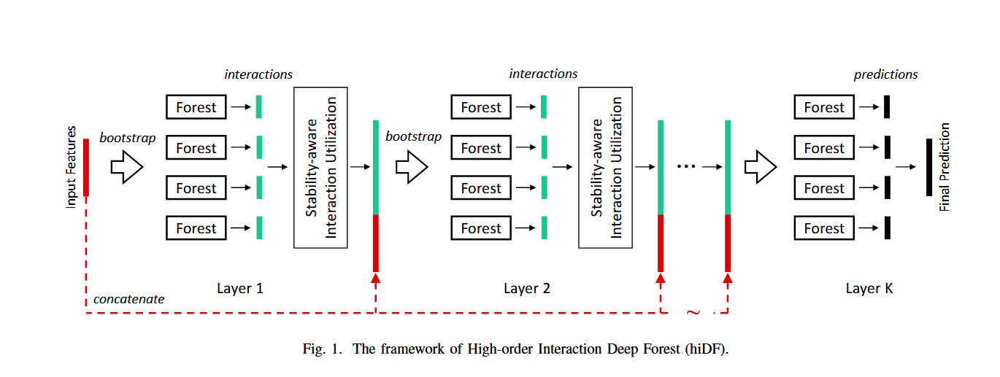 interactions
interactions
predictions
Forest
Forest
Forest
Forest
Input Features
bootstrap
Stability-aware
Interaction Utilization
Layer 1
bootstrap
Forest
Forest
Forest
Forest
Stability-aware
Interaction Utilization
Layer 2
...
Forest
Forest
Forest
Forest
Final Prediction
Layer K
concatenate
~
Fig. 1. The framework of High-order Interaction Deep Forest (hiDF).